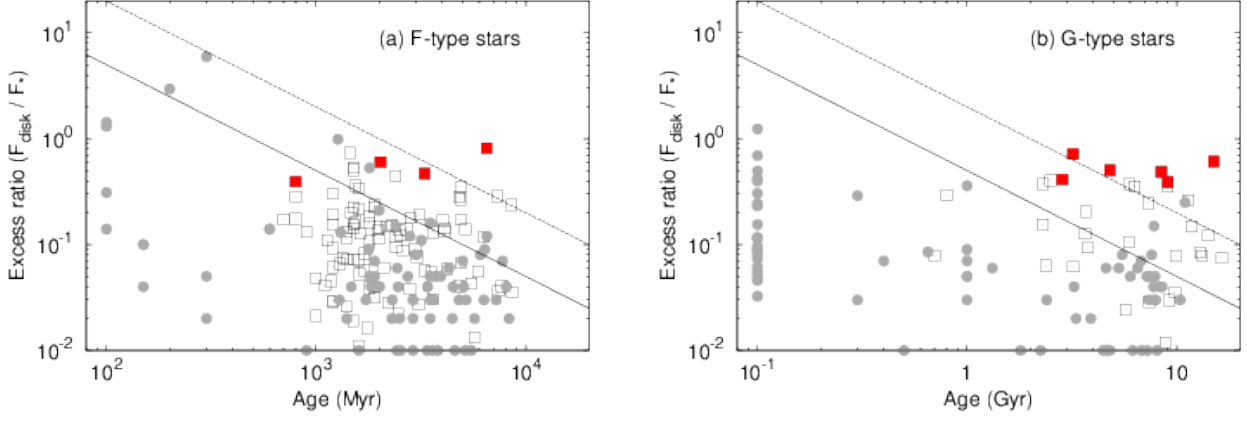 (a) F-type stars
Excess ratio (F_disk / F_*)
10^1
10^0
10^-1
10^-2
10^2
10^3
10^4
Age (Myr)
(b) G-type stars
Excess ratio (F_disk / F_*)
10^1
10^0
10^-1
10^-2
10^-1
1
10
Age (Gyr)